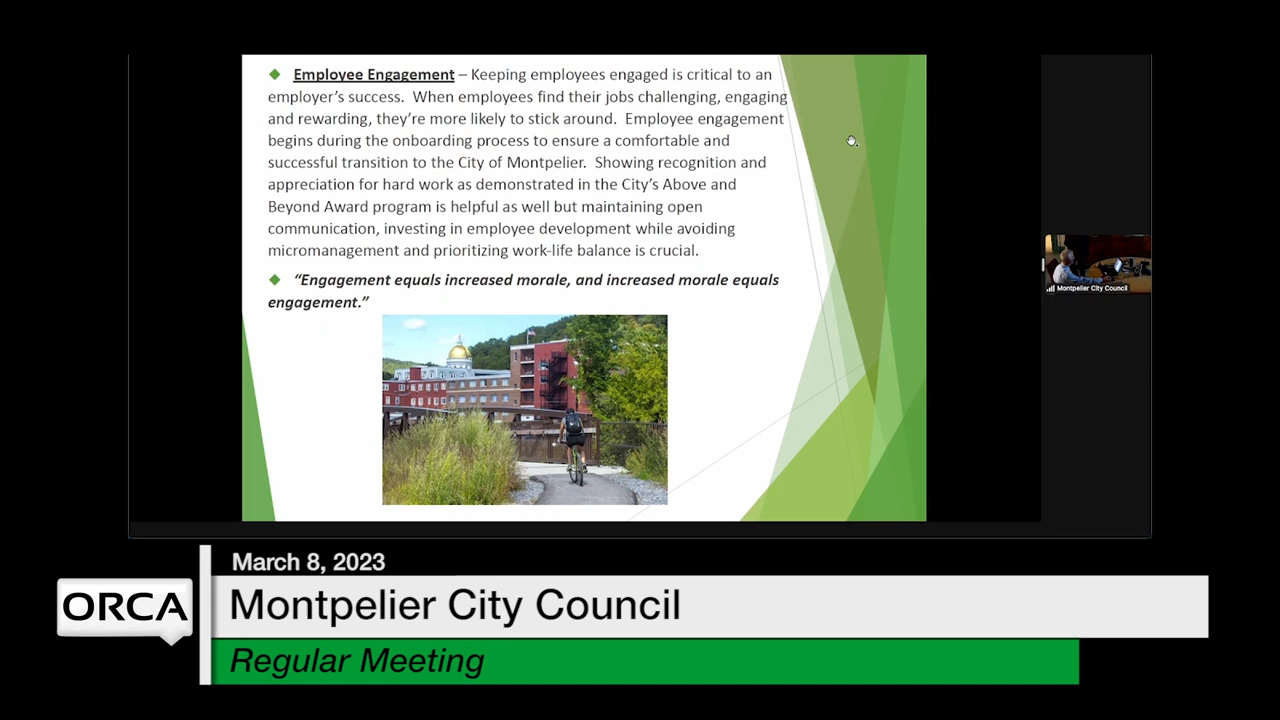 Employee Engagement – Keeping employees engaged is critical to an
employer’s success.  When employees find their jobs challenging, engaging
and rewarding, they’re more likely to stick around.  Employee engagement
begins during the onboarding process to ensure a comfortable and
successful transition to the City of Montpelier.  Showing recognition and
appreciation for hard work as demonstrated in the City’s Above and
Beyond Award program is helpful as well but maintaining open
communication, investing in employee development while avoiding
micromanagement and prioritizing work-life balance is crucial.
“Engagement equals increased morale, and increased morale equals
engagement.”
Montpelier City Council
March 8, 2023
ORCA
Montpelier City Council
Regular Meeting